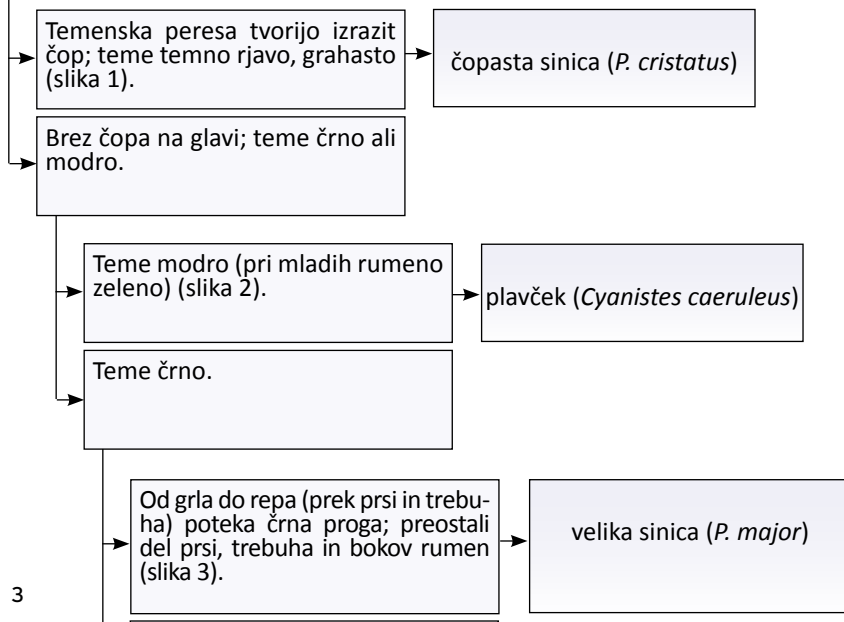 Temenska peresa tvorijo izrazit
čop; teme temno rjavo, grahasto
(slika 1).
čopasta sinica (P. cristatus)
Brez čopa na glavi; teme črno ali
modro.
Teme modro (pri mladih rumeno
zeleno) (slika 2).
plavček (Cyanistes caeruleus)
Teme črno.
Od grla do repa (prek prsi in trebu-
ha) poteka črna proga; preostali
del prsi, trebuha in bokov rumen
(slika 3).
velika sinica (P. major)
3